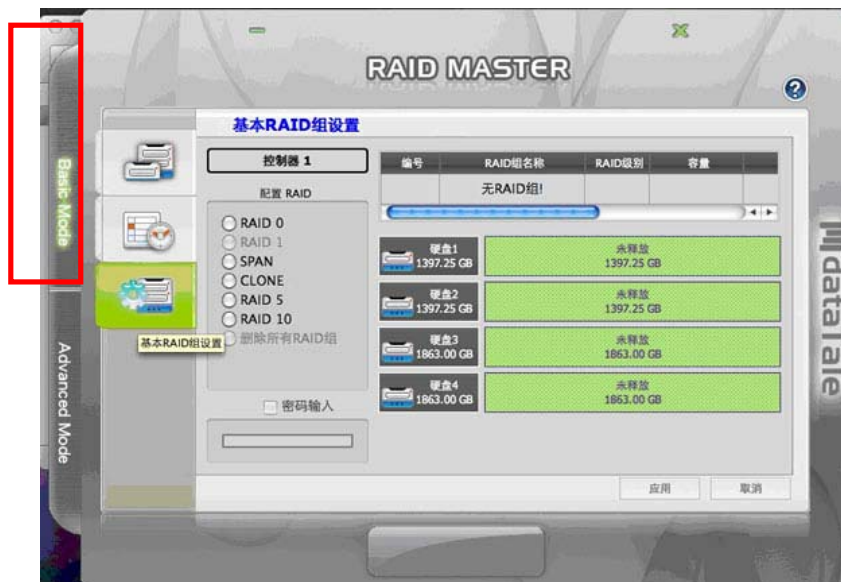 RAID MASTER
?
Basic Mode
Advanced Mode
基本RAID组设置
控制器 1
配置 RAID
RAID 0
RAID 1
SPAN
CLONE
RAID 5
RAID 10
删除所有RAID组
密码输入
基本RAID组设置
编号 RAID组名称 RAID级别 容量
无RAID组!
硬盘1 未释放
1397.25 GB 1397.25 GB
硬盘2 未释放
1397.25 GB 1397.25 GB
硬盘3 未释放
1863.00 GB 1863.00 GB
硬盘4 未释放
1863.00 GB 1863.00 GB
应用 取消
dataTale